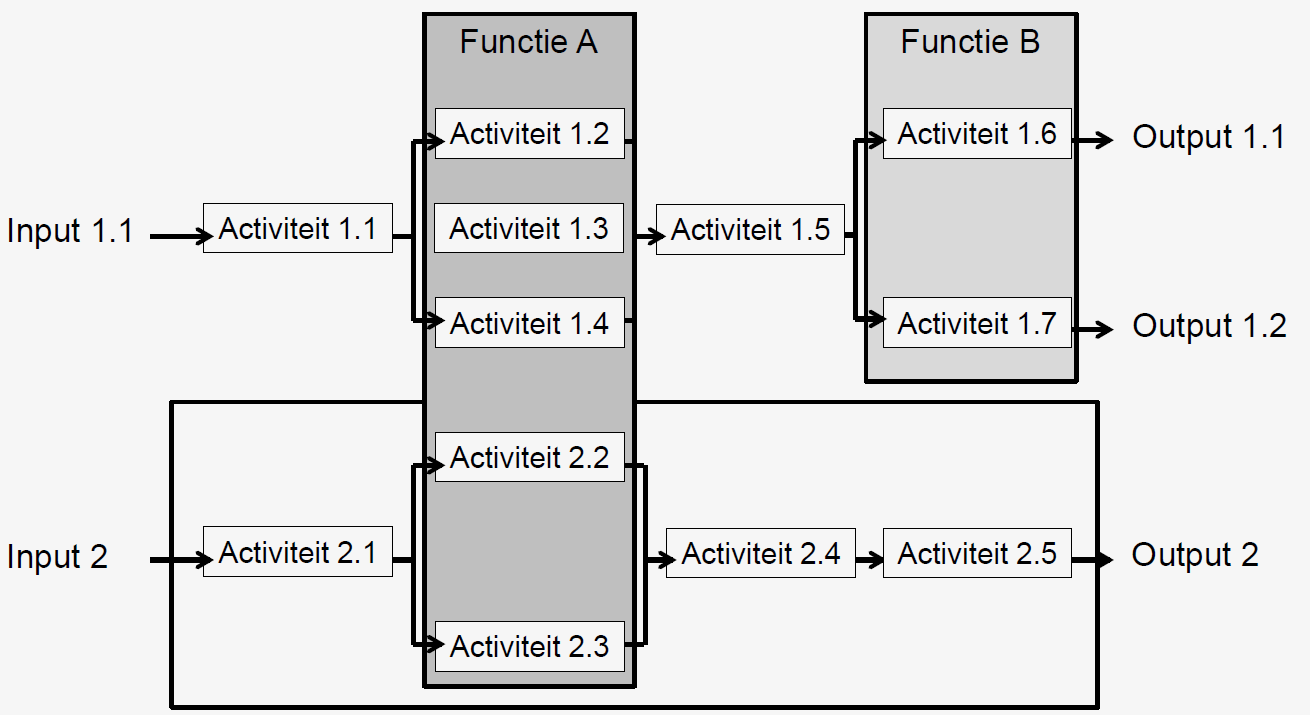 Functie A
Functie B
Activiteit 1.2
Activiteit 1.6
Output 1.1
Input 1.1
Activiteit 1.1
Activiteit 1.3
Activiteit 1.5
Activiteit 1.4
Activiteit 1.7
Output 1.2
Activiteit 2.2
Input 2
Activiteit 2.1
Activiteit 2.4
Activiteit 2.5
Output 2
Activiteit 2.3